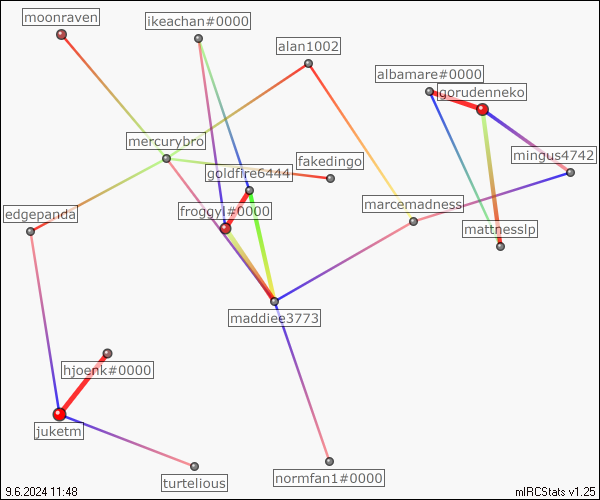 moonraven
ikeachan#0000
alan1002
albamare#0000
gorudenneko
mercurybro
mingus4742
fakedingo
goldfire6444
edgepanda
froggyl#0000
marcemadness
mattnesslp
maddiee3773
hjoenk#0000
juketm
turtelious
normfan1#0000
9.6.2024 11:48
mIRCStats v1.25